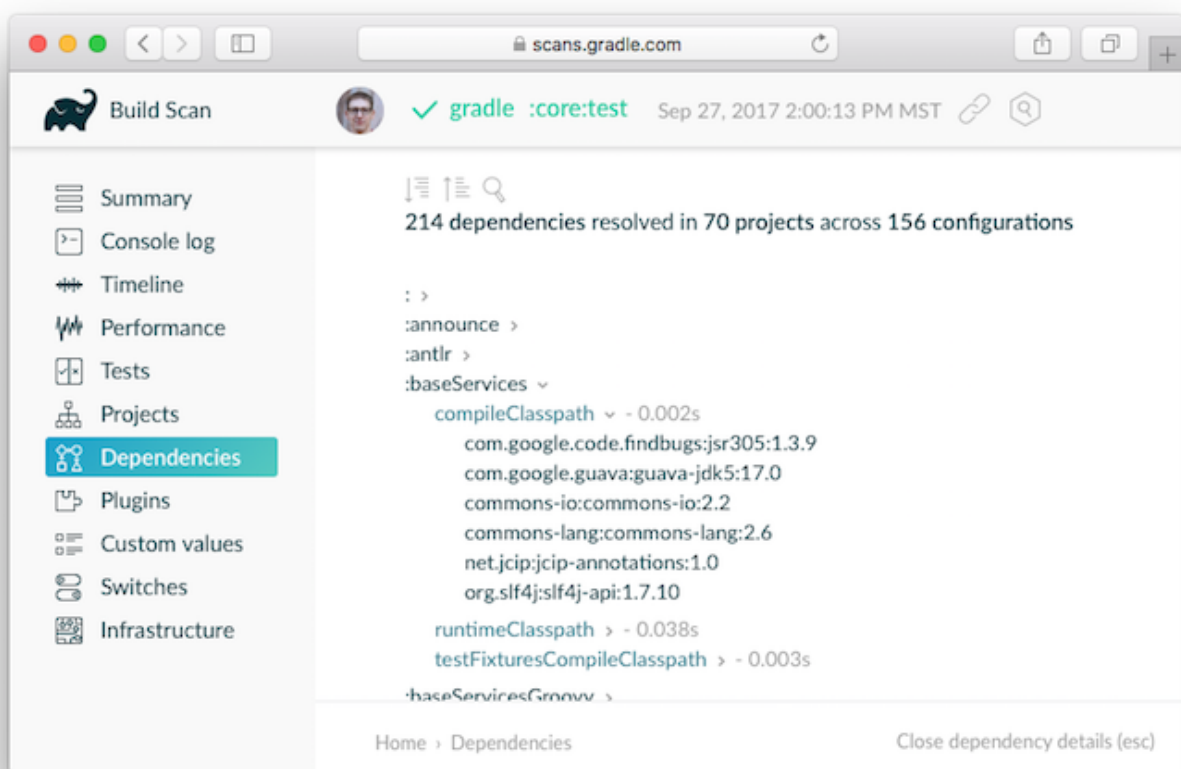 scans.gradle.com
Build Scan
gradle :core:test Sep 27, 2017 2:00:13 PM MST
Summary
Console log
Timeline
Performance
Tests
Projects
Dependencies
Plugins
Custom values
Switches
Infrastructure
214 dependencies resolved in 70 projects across 156 configurations
: >
:announce >
:antlr >
:baseServices
compileClasspath - 0.002s
com.google.code.findbugs:jsr305:1.3.9
com.google.guava:guava-jdk5:17.0
commons-io:commons-io:2.2
commons-lang:commons-lang:2.6
net.jcip:jcip-annotations:1.0
org.slf4j:slf4j-api:1.7.10
runtimeClasspath > - 0.038s
testFixturesCompileClasspath > - 0.003s
:baseServicesGroovy >
Home > Dependencies
Close dependency details (esc)